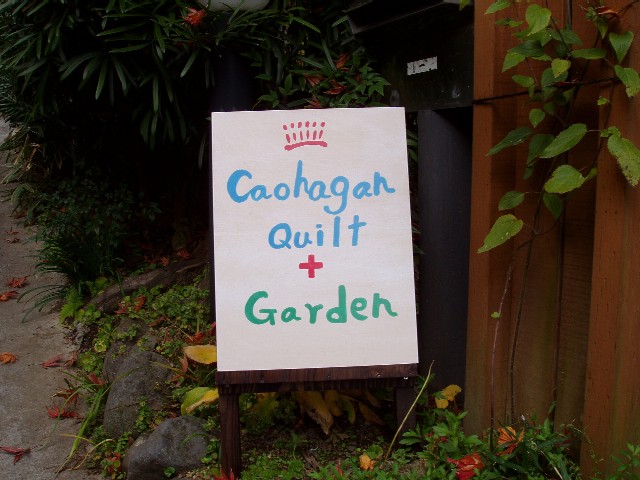 Caohagan
Quilt
+
Garden